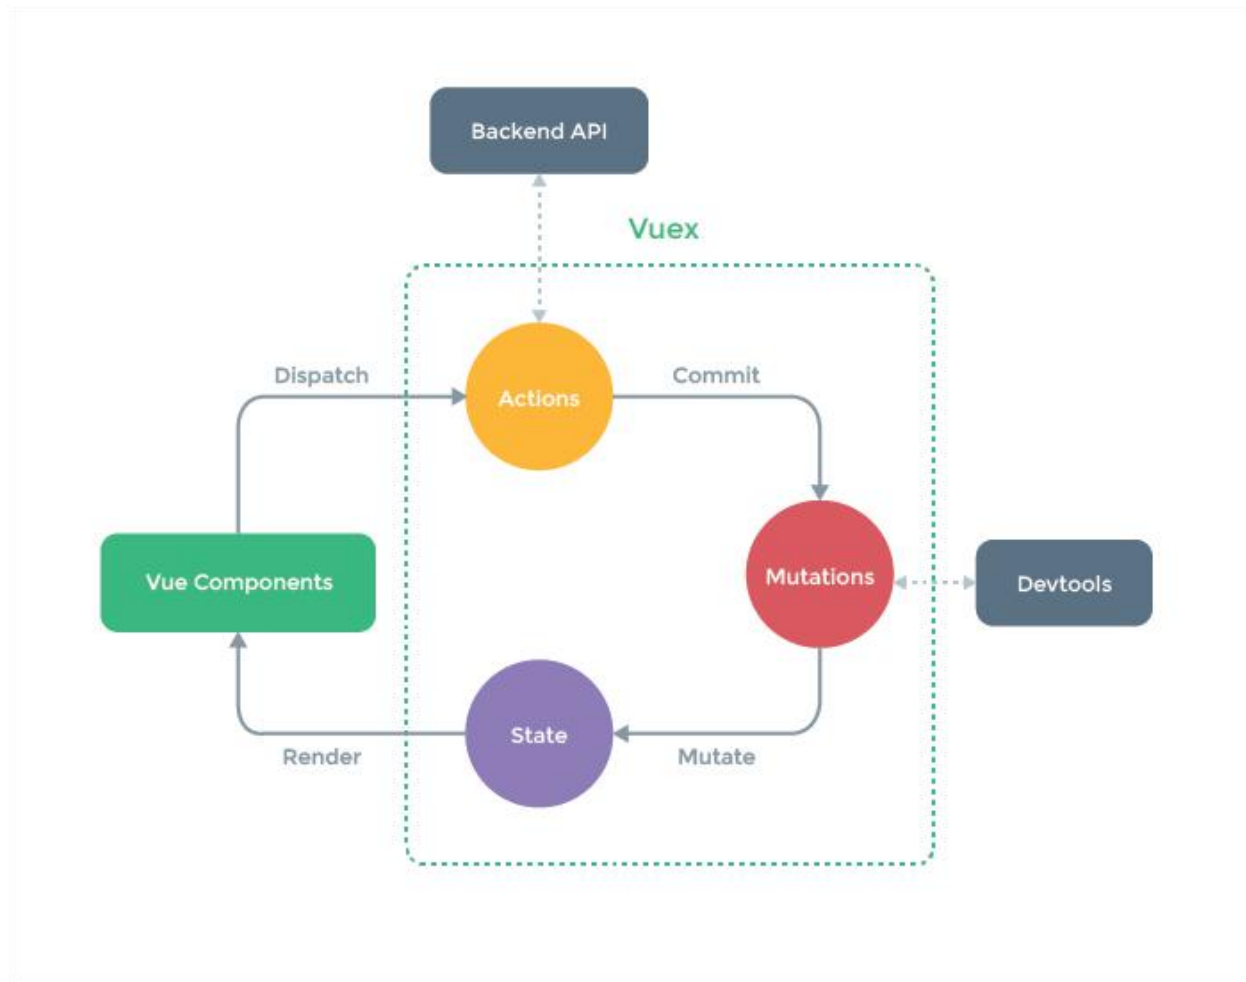 Backend API
Vuex
Dispatch
Actions
Commit
Vue Components
Mutations
Devtools
State
Render
Mutate